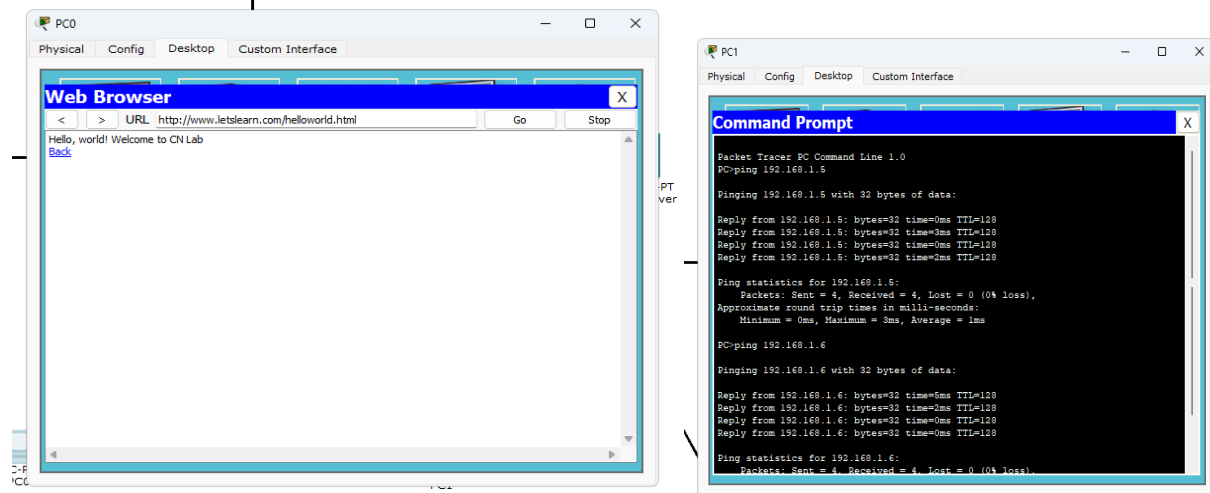 PC0
Physical Config Desktop Custom Interface
Web Browser
X
< > URL http://www.letslearn.com/helloworld.html Go Stop
Hello, world! Welcome to CN Lab
Back
-PT
ver
PC1
Physical Config Desktop Custom Interface
Command Prompt
X
Packet Tracer PC Command Line 1.0
PC>ping 192.168.1.5
Pinging 192.168.1.5 with 32 bytes of data:
Reply from 192.168.1.5: bytes=32 time=0ms TTL=128
Reply from 192.168.1.5: bytes=32 time=3ms TTL=128
Reply from 192.168.1.5: bytes=32 time=0ms TTL=128
Reply from 192.168.1.5: bytes=32 time=2ms TTL=128
Ping statistics for 192.168.1.5:
Packets: Sent = 4, Received = 4, Lost = 0 (0% loss),
Approximate round trip times in milli-seconds:
Minimum = 0ms, Maximum = 3ms, Average = 1ms
PC>ping 192.168.1.6
Pinging 192.168.1.6 with 32 bytes of data:
Reply from 192.168.1.6: bytes=32 time=5ms TTL=128
Reply from 192.168.1.6: bytes=32 time=2ms TTL=128
Reply from 192.168.1.6: bytes=32 time=0ms TTL=128
Reply from 192.168.1.6: bytes=32 time=0ms TTL=128
Ping statistics for 192.168.1.6:
Packets: Sent = 4, Received = 4, Lost = 0 (0% loss),